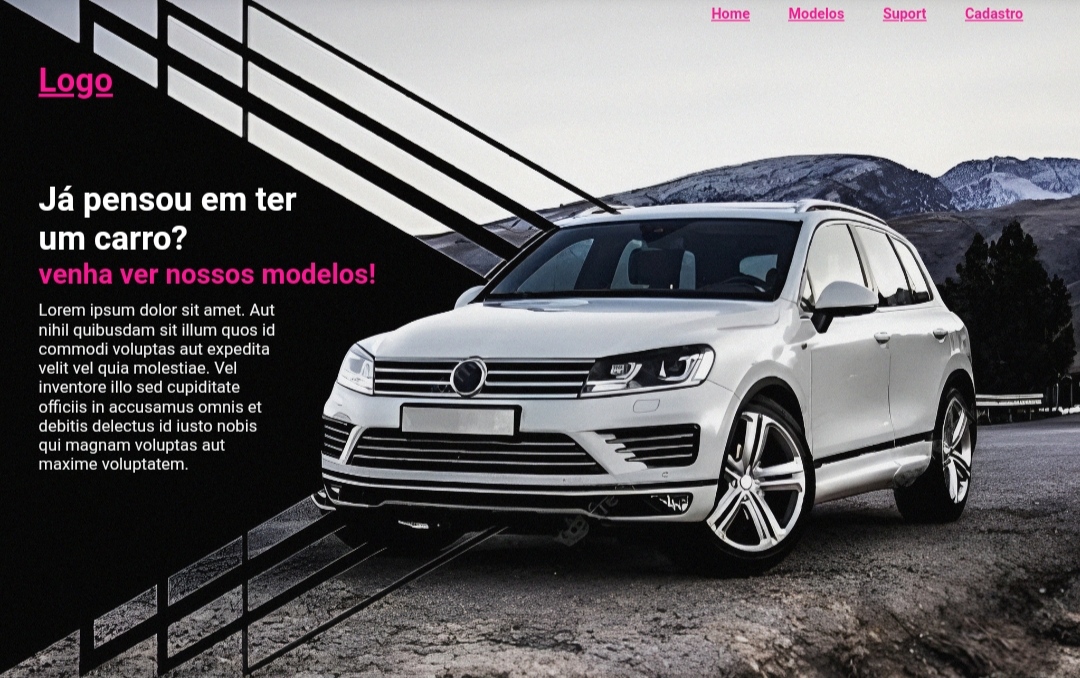 Home Modelos Suport Cadastro
Logo
Já pensou em ter
um carro?
venha ver nossos modelos!
Lorem ipsum dolor sit amet. Aut
nihil quibusdam sit illum quos id
commodi voluptas aut expedita
velit vel quia molestiae. Vel
inventore illo sed cupiditate
officiis in accusamus omnis et
debitis delectus id iusto nobis
qui magnam voluptas aut
maxime voluptatem.